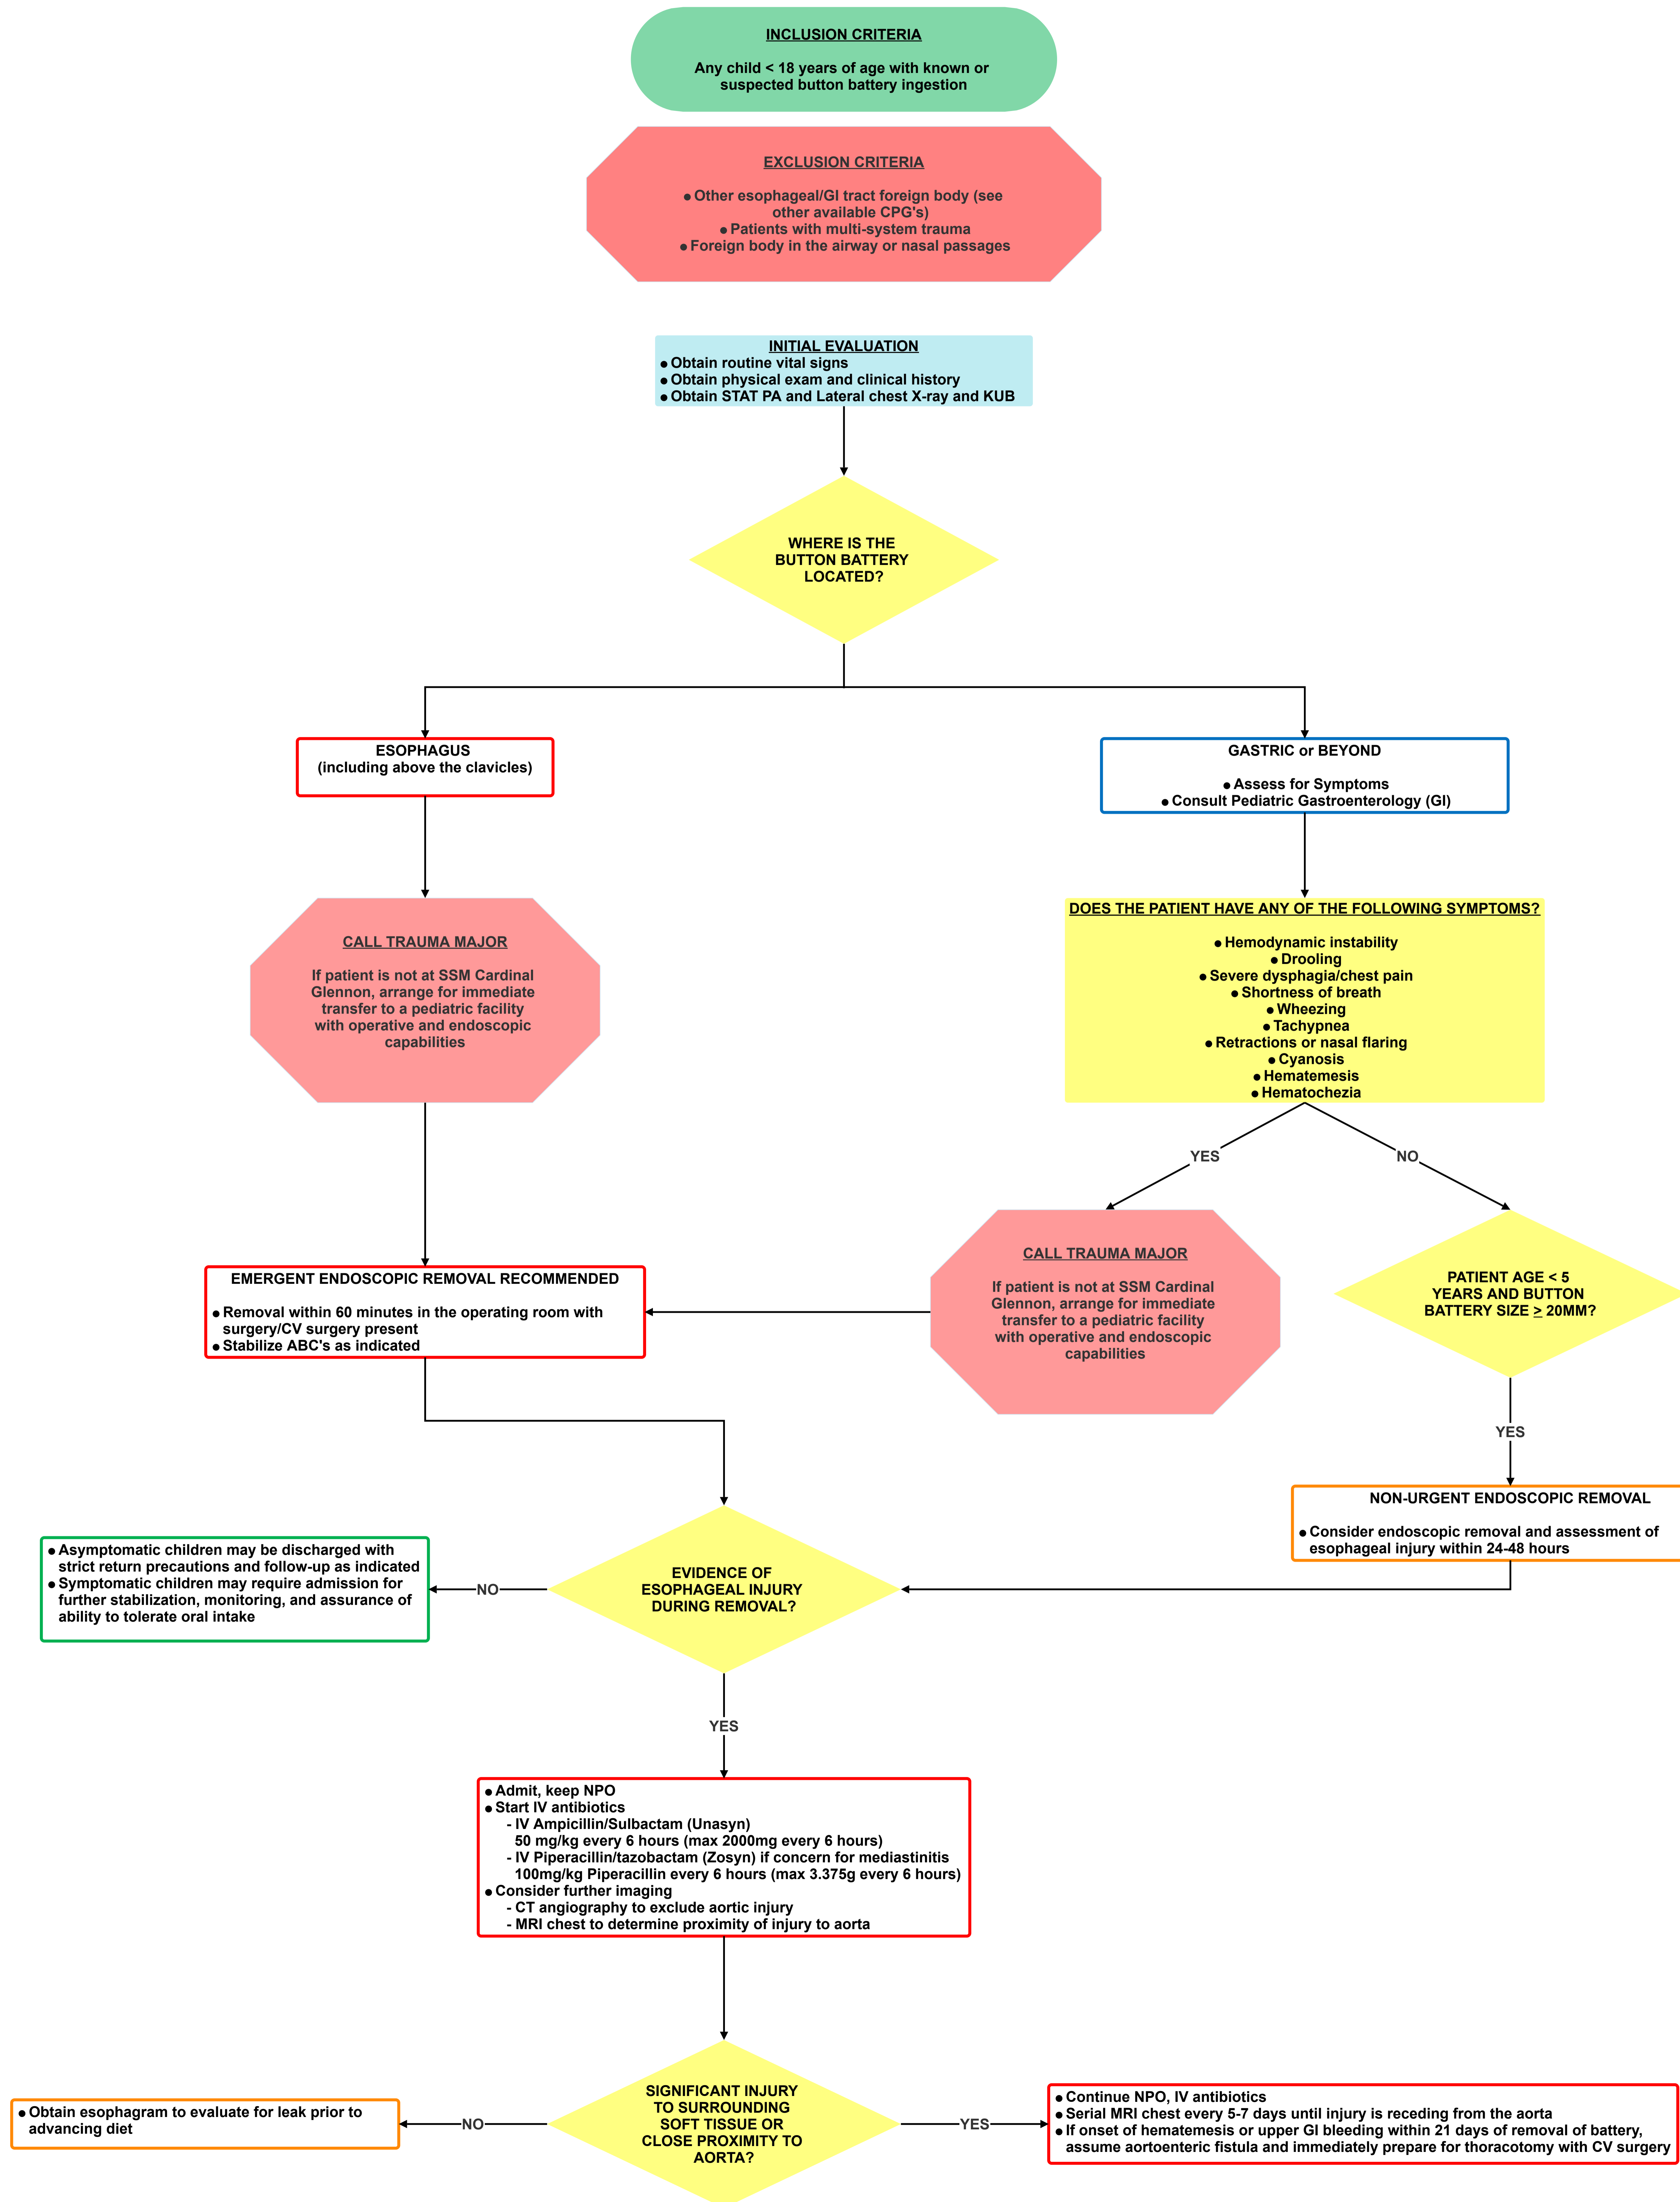 INCLUSION CRITERIA
Any child < 18 years of age with known or
suspected button battery ingestion
EXCLUSION CRITERIA
● Other esophageal/GI tract foreign body (see
other available CPG's)
● Patients with multi-system trauma
● Foreign body in the airway or nasal passages
INITIAL EVALUATION
● Obtain routine vital signs
● Obtain physical exam and clinical history
● Obtain STAT PA and Lateral chest X-ray and KUB
WHERE IS THE
BUTTON BATTERY
LOCATED?
ESOPHAGUS
(including above the clavicles)
GASTRIC or BEYOND
● Assess for Symptoms
● Consult Pediatric Gastroenterology (GI)
CALL TRAUMA MAJOR
If patient is not at SSM Cardinal
Glennon, arrange for immediate
transfer to a pediatric facility
with operative and endoscopic
capabilities
DOES THE PATIENT HAVE ANY OF THE FOLLOWING SYMPTOMS?
● Hemodynamic instability
● Drooling
● Severe dysphagia/chest pain
● Shortness of breath
● Wheezing
● Tachypnea
● Retractions or nasal flaring
● Cyanosis
● Hematemesis
● Hematochezia
YES
NO
CALL TRAUMA MAJOR
If patient is not at SSM Cardinal
Glennon, arrange for immediate
transfer to a pediatric facility
with operative and endoscopic
capabilities
PATIENT AGE < 5
YEARS AND BUTTON
BATTERY SIZE ≥ 20MM?
EMERGENT ENDOSCOPIC REMOVAL RECOMMENDED
● Removal within 60 minutes in the operating room with
surgery/CV surgery present
● Stabilize ABC's as indicated
YES
NON-URGENT ENDOSCOPIC REMOVAL
● Consider endoscopic removal and assessment of
esophageal injury within 24-48 hours
EVIDENCE OF
ESOPHAGEAL INJURY
DURING REMOVAL?
NO
● Asymptomatic children may be discharged with
strict return precautions and follow-up as indicated
● Symptomatic children may require admission for
further stabilization, monitoring, and assurance of
ability to tolerate oral intake
YES
● Admit, keep NPO
● Start IV antibiotics
- IV Ampicillin/Sulbactam (Unasyn)
50 mg/kg every 6 hours (max 2000mg every 6 hours)
- IV Piperacillin/tazobactam (Zosyn) if concern for mediastinitis
100mg/kg Piperacillin every 6 hours (max 3.375g every 6 hours)
● Consider further imaging
- CT angiography to exclude aortic injury
- MRI chest to determine proximity of injury to aorta
SIGNIFICANT INJURY
TO SURROUNDING
SOFT TISSUE OR
CLOSE PROXIMITY TO
AORTA?
NO
● Obtain esophagram to evaluate for leak prior to
advancing diet
YES
● Continue NPO, IV antibiotics
● Serial MRI chest every 5-7 days until injury is receding from the aorta
● If onset of hematemesis or upper GI bleeding within 21 days of removal of battery,
assume aortoenteric fistula and immediately prepare for thoracotomy with CV surgery